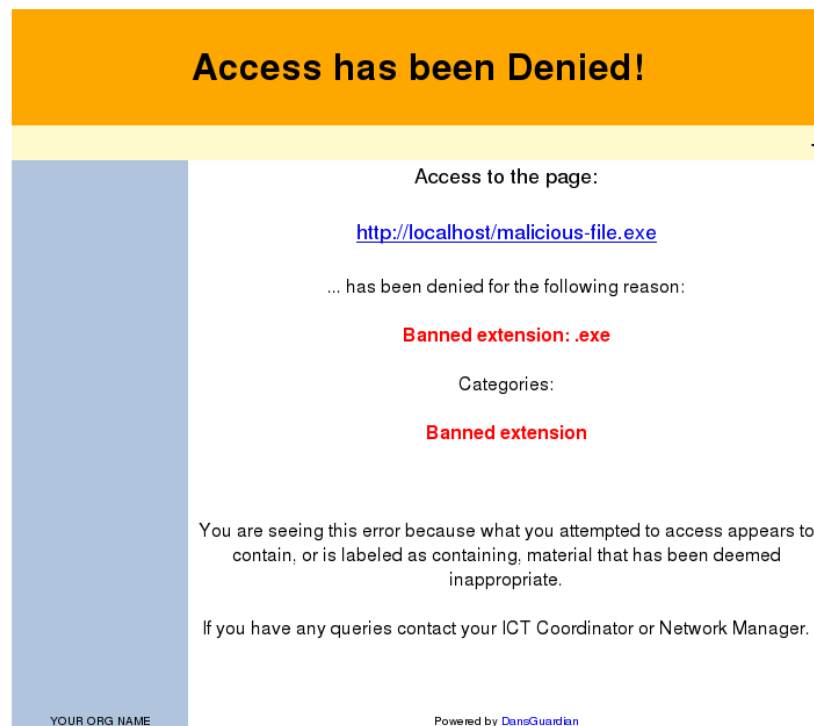 Access has been Denied!
Access to the page:
http://localhost/malicious-file.exe
... has been denied for the following reason:
Banned extension: .exe
Categories:
Banned extension
You are seeing this error because what you attempted to access appears to
contain, or is labeled as containing, material that has been deemed
inappropriate.
If you have any queries contact your ICT Coordinator or Network Manager.
YOUR ORG NAME
Powered by DansGuardian